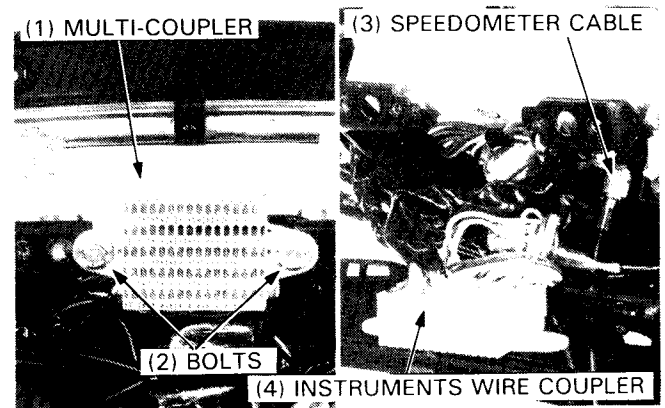 (1) MULTI-COUPLER
(3) SPEEDOMETER CABLE
(2) BOLTS
(4) INSTRUMENTS WIRE COUPLER